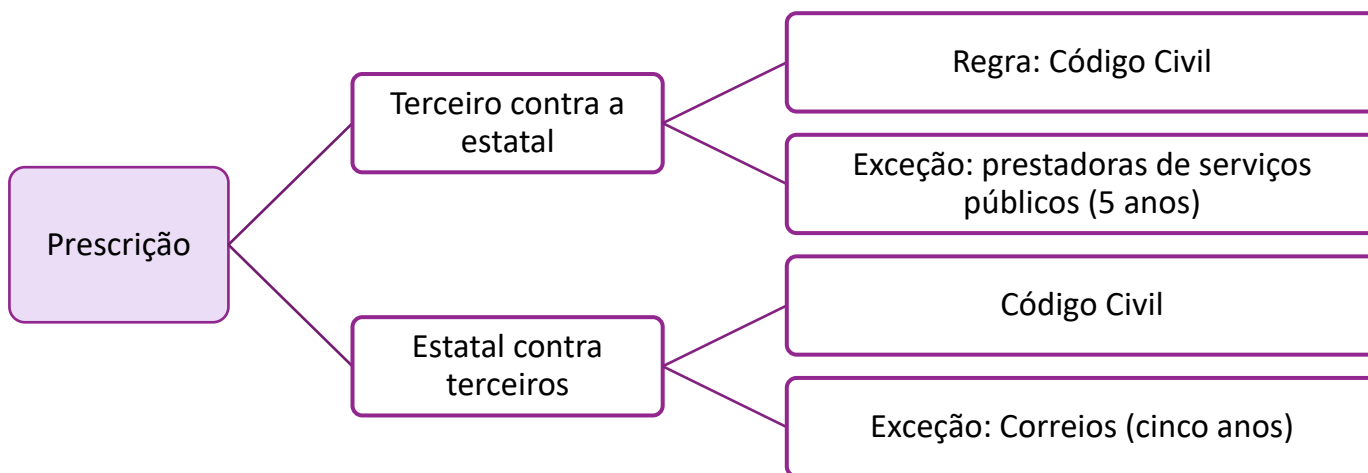 Prescrição
Terceiro contra a
estatal
Regra: Código Civil
Exceção: prestadoras de serviços
públicos (5 anos)
Estatal contra
terceiros
Código Civil
Exceção: Correios (cinco anos)